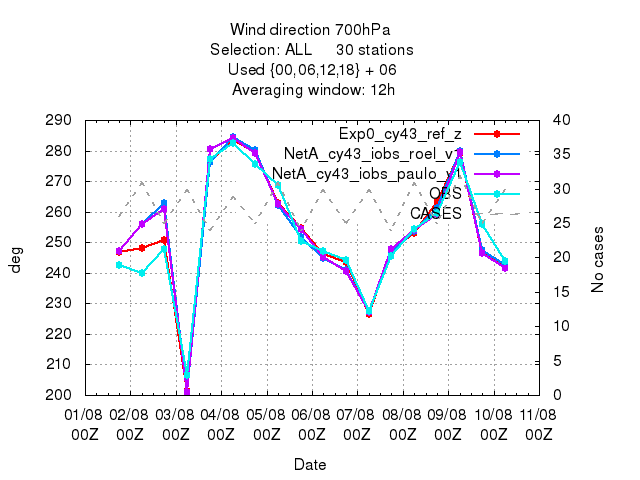 Wind direction 700hPa
Selection: ALL 30 stations
Used {00,06,12,18} + 06
Averaging window: 12h
290 40
Exp0_cy43_ref_z
280 35
NetA_cy43_iobs_roel_v1
270 30
NetA_cy43_iobs_paulo_v1
OBS
260 25
CASES
250
deg
No cases
240 20
230 15
220 10
210 5
200 0
01/08 02/08 03/08 04/08 05/08 06/08 07/08 08/08 09/08 10/08 11/08
00Z 00Z 00Z 00Z 00Z 00Z 00Z 00Z 00Z 00Z 00Z
Date